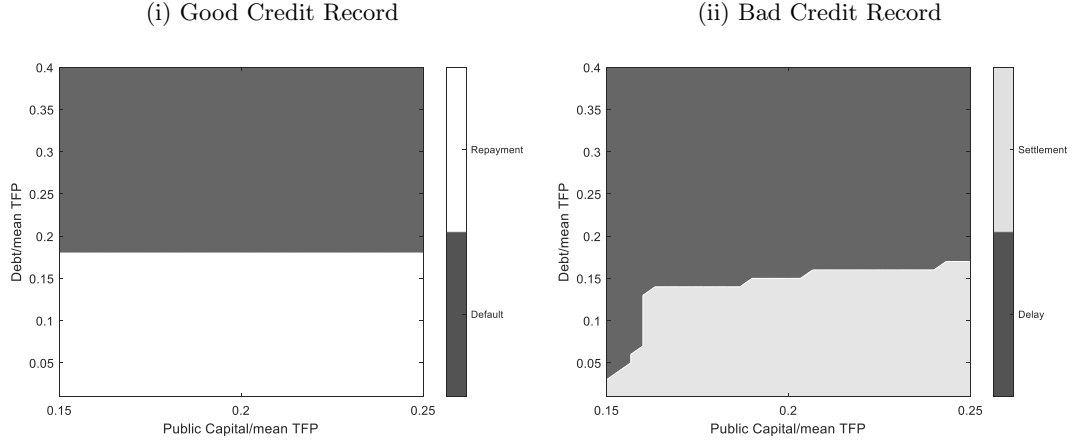 (i) Good Credit Record
0.4
0.35
0.3
0.25
0.2
0.15
0.1
0.05
Debt/mean TFP
0.15
0.2
0.25
Public Capital/mean TFP
Repayment
Default
(ii) Bad Credit Record
0.4
0.35
0.3
0.25
0.2
0.15
0.1
0.05
Debt/mean TFP
0.15
0.2
0.25
Public Capital/mean TFP
Settlement
Delay